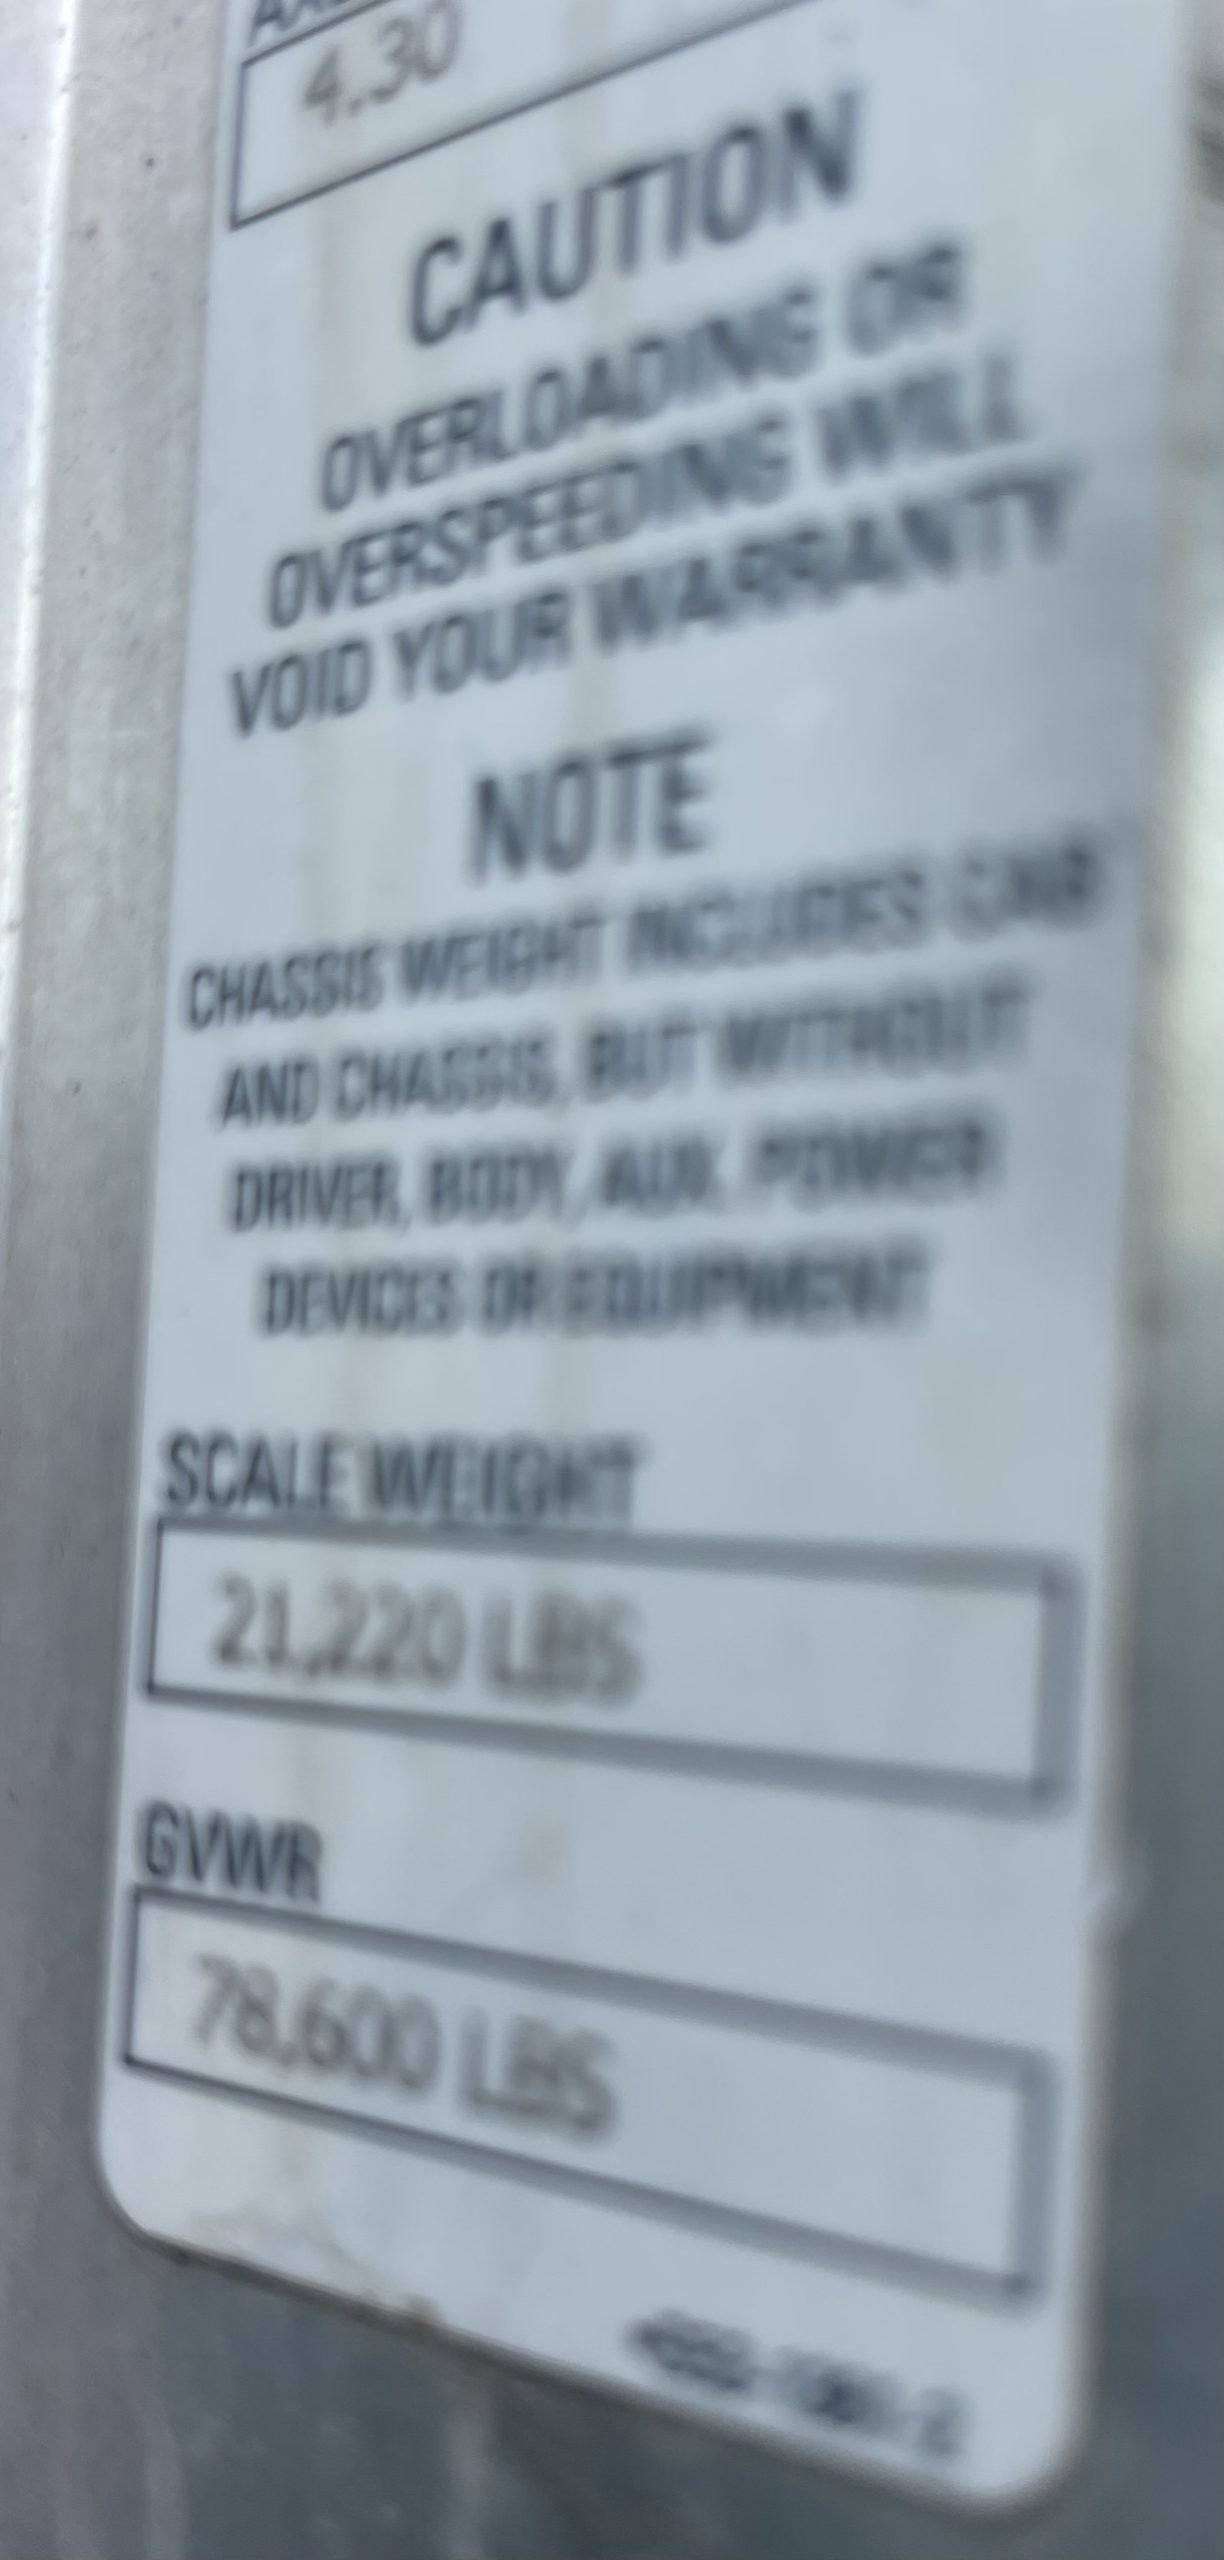 4.30
CAUTION
OVERLOADING OR
OVERSPEEDING WILL
VOID YOUR WARRANTY
NOTE
CHASSIS WEIGHT INCLUDES CAB
AND CHASSIS, BUT WITHOUT
DRIVER, BODY, AUX. POWER
DEVICES OR EQUIPMENT
SCALE WEIGHT
21,220 LBS
GVWR
78,600 LBS